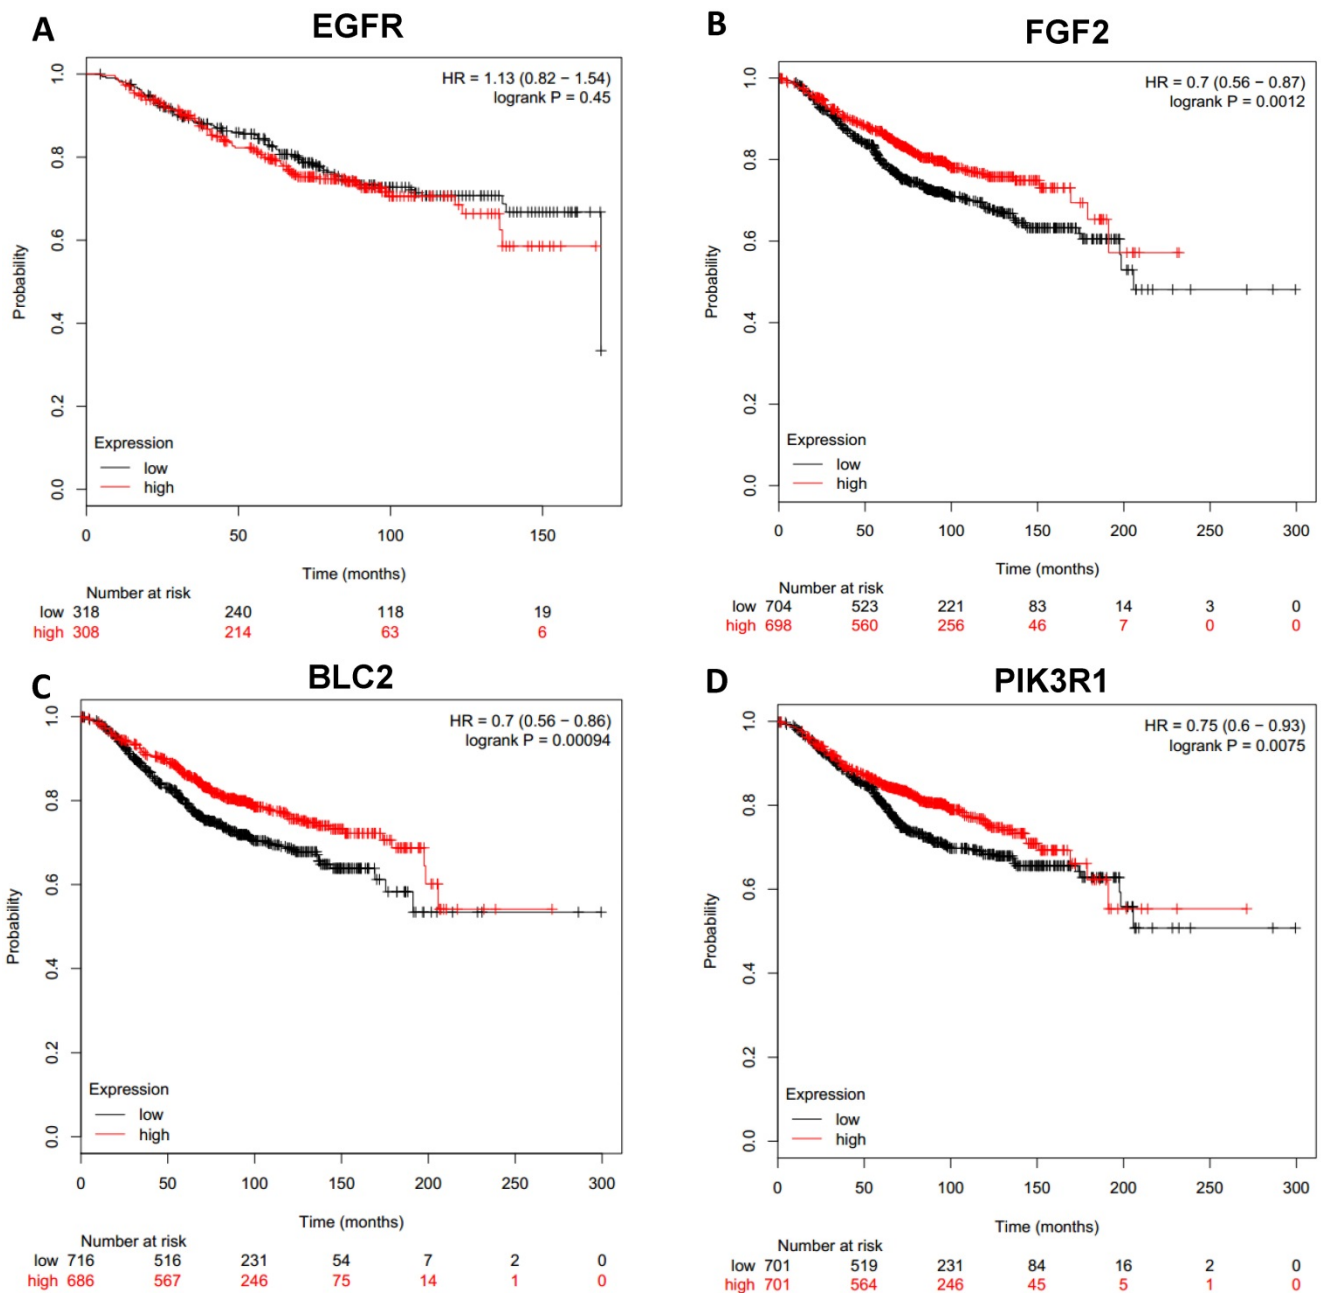 A
EGFR
HR = 1.13 (0.82 − 1.54)
logrank P = 0.45
1.0
0.8
0.6
0.4
0.2
0.0
Probability
Expression
low
high
0 50 100 150
Time (months)
Number at risk
low 318 240 118 19
high 308 214 63 6
B
FGF2
HR = 0.7 (0.56 − 0.87)
logrank P = 0.0012
1.0
0.8
0.6
0.4
0.2
0.0
Probability
Expression
low
high
0 50 100 150 200 250 300
Time (months)
Number at risk
low 704 523 221 83 14 3 0
high 698 560 256 46 7 0 0
C
BLC2
HR = 0.7 (0.56 − 0.86)
logrank P = 0.00094
1.0
0.8
0.6
0.4
0.2
0.0
Probability
Expression
low
high
0 50 100 150 200 250 300
Time (months)
Number at risk
low 716 516 231 54 7 2 0
high 686 567 246 75 14 1 0
D
PIK3R1
HR = 0.75 (0.6 − 0.93)
logrank P = 0.0075
1.0
0.8
0.6
0.4
0.2
0.0
Probability
Expression
low
high
0 50 100 150 200 250 300
Time (months)
Number at risk
low 701 519 231 84 16 2 0
high 701 564 246 45 5 1 0